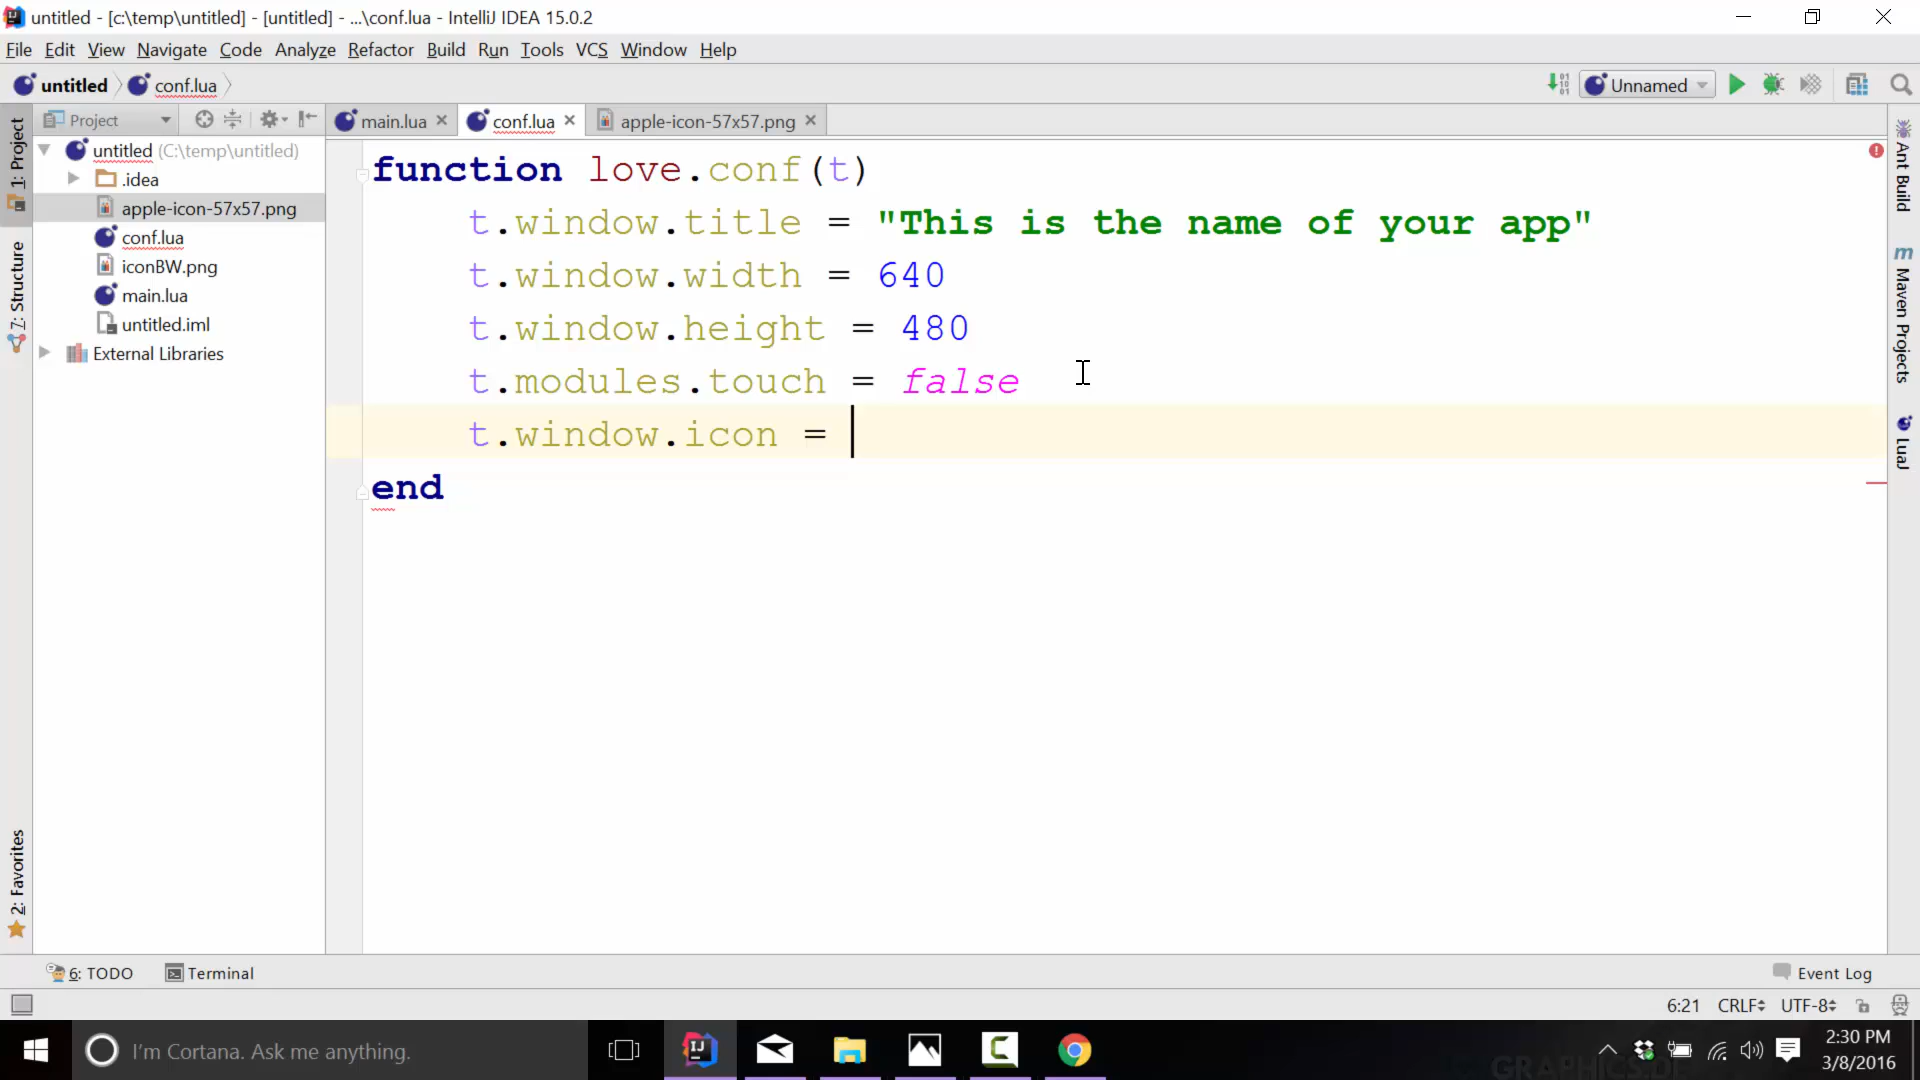 untitled - [c:\temp\untitled] - [untitled] - ...\conf.lua - IntelliJ IDEA 15.0.2
File Edit View Navigate Code Analyze Refactor Build Run Tools VCS Window Help
untitled conf.lua
Unnamed
Project
main.lua
conf.lua
apple-icon-57x57.png
1: Project
7: Structure
2: Favorites
untitled (C:\temp\untitled)
.idea
apple-icon-57x57.png
conf.lua
iconBW.png
main.lua
untitled.iml
External Libraries
function love.conf(t)
t.window.title = "This is the name of your app"
t.window.width = 640
t.window.height = 480
t.modules.touch = false
t.window.icon =
end
Ant Build
m
Maven Projects
LuaJ
6: TODO
Terminal
Event Log
6:21 CRLF UTF-8
I'm Cortana. Ask me anything.
IJ
C
2:30 PM
3/8/2016